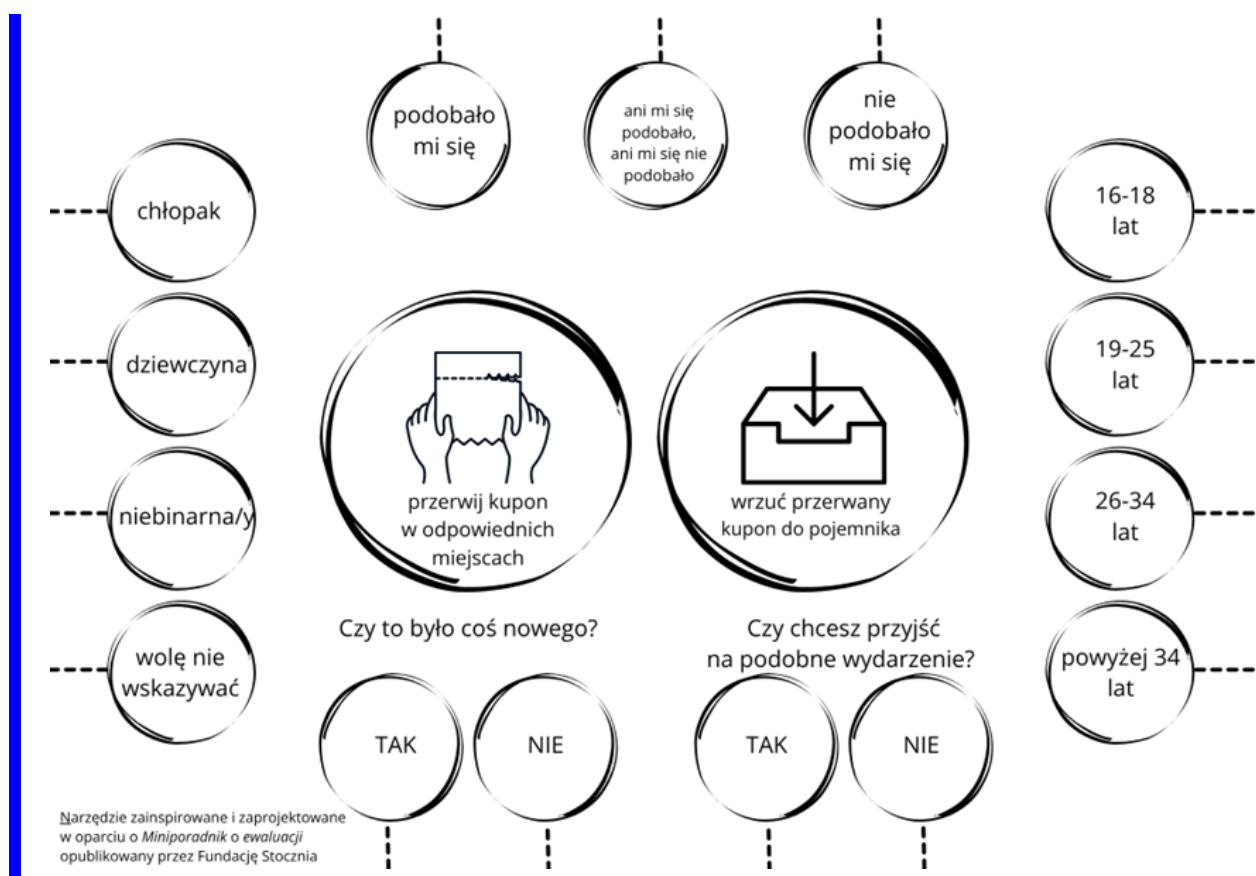 podobało
mi się
ani mi się
podobało,
ani mi się nie
podobało
nie
podobało
mi się
chłopak
dziewczyna
niebinarna/y
wolę nie
wskazywać
przerwij kupon
w odpowiednich
miejscach
wrzuć przerwany
kupon do pojemnika
16-18
lat
19-25
lat
26-34
lat
powyżej 34
lat
Czy to było coś nowego?
TAK
NIE
Czy chcesz przyjść
na podobne wydarzenie?
TAK
NIE
Narzędzie zainspirowane i zaprojektowane
w oparciu o Miniporadnik o ewaluacji
opublikowany przez Fundację Stocznia